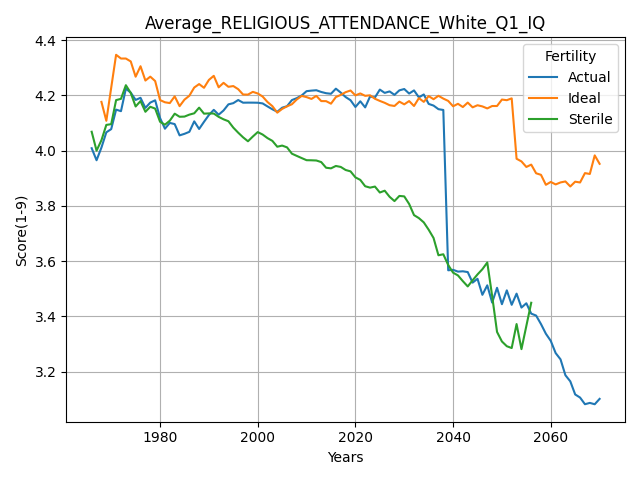 Average_RELIGIOUS_ATTENDANCE_White_Q1_IQ
4.4
4.2
4.0
3.8
3.6
3.4
3.2
Score(1-9)
Fertility
Actual
Ideal
Sterile
1980
2000
2020
2040
2060
Years